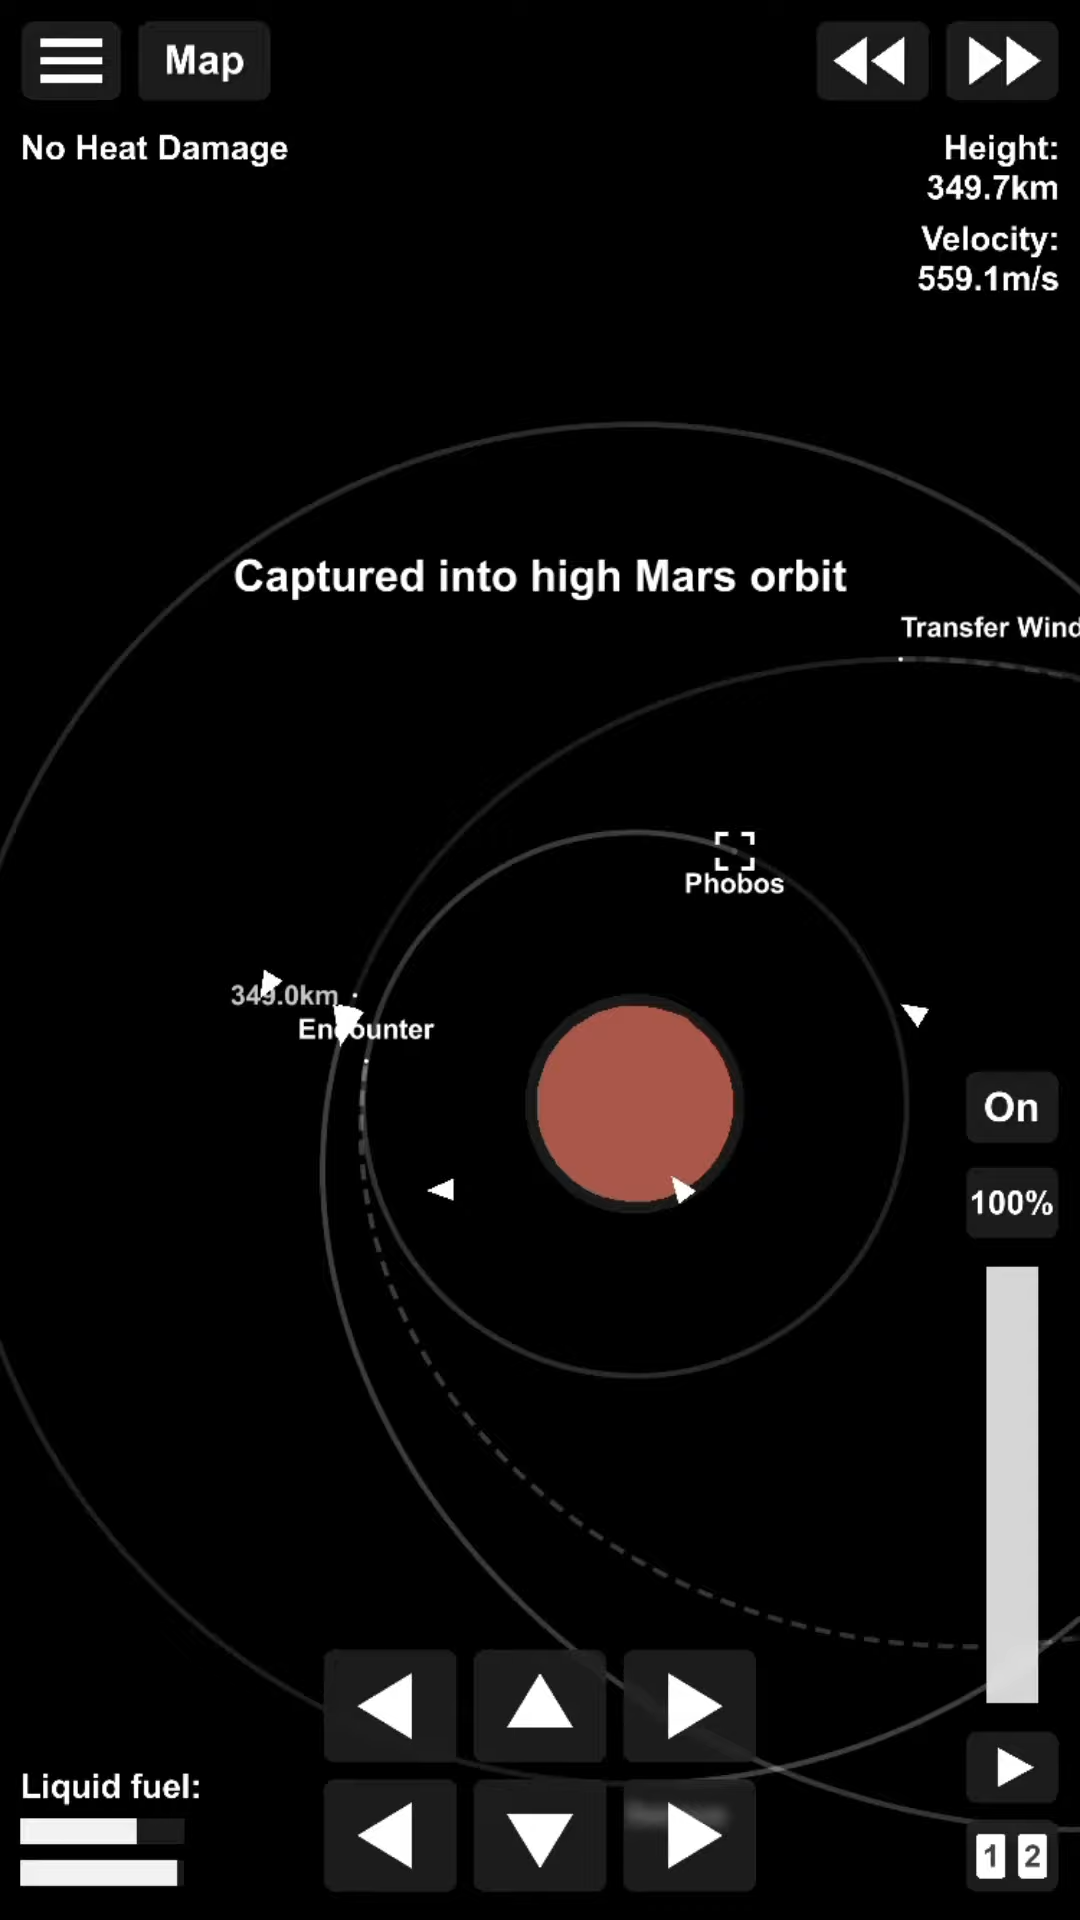 Map
No Heat Damage
Height:
349.7km
Velocity:
559.1m/s
Captured into high Mars orbit
Transfer Wind
Phobos
349.0km
Encounter
On
100%
Liquid fuel:
1 2